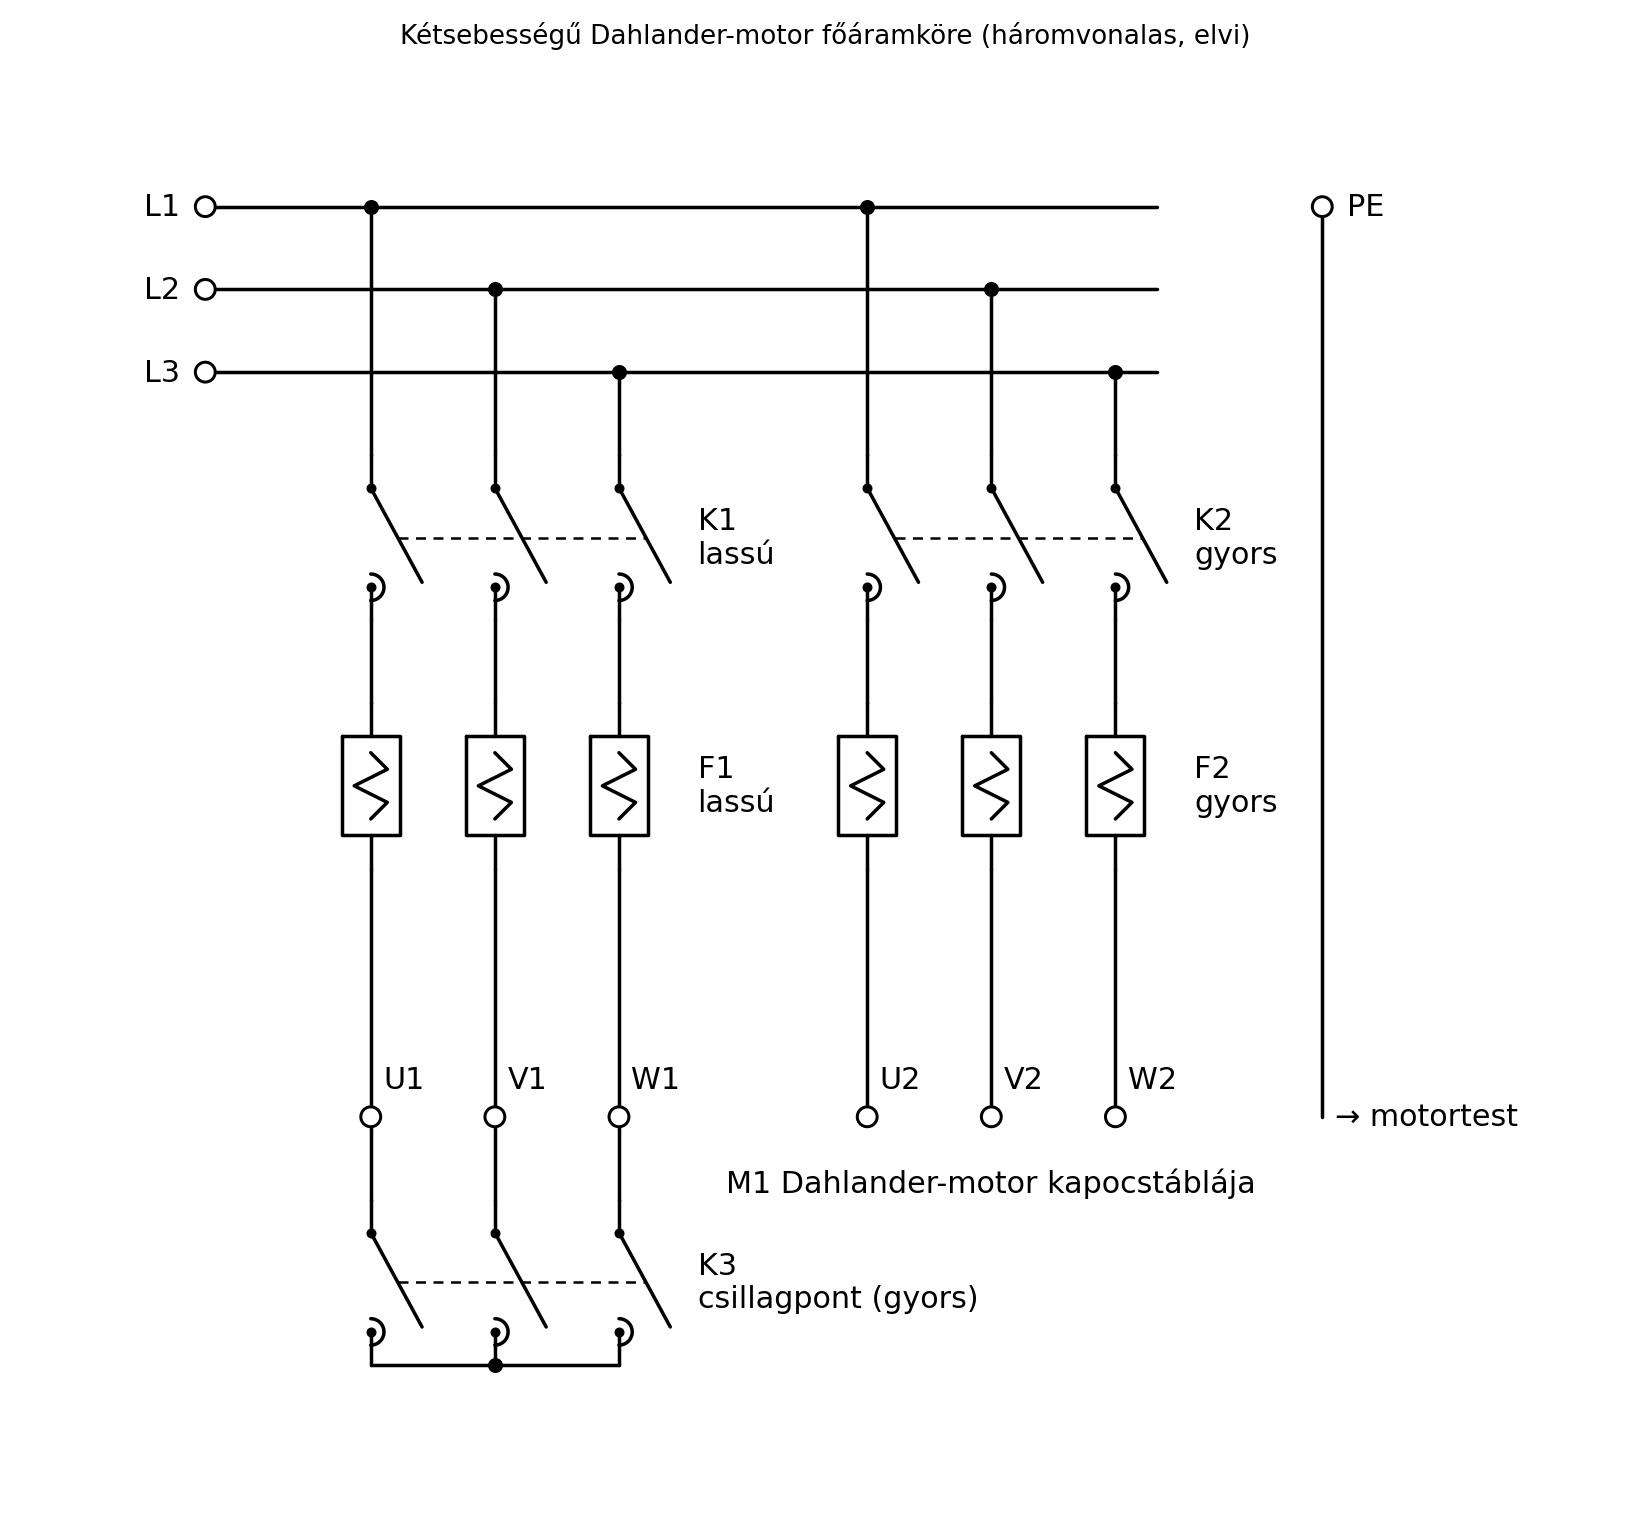 Kétsebességű Dahlander-motor főáramköre (háromvonalas, elvi)
L1
PE
L2
L3
K1
lassú
K2
gyors
F1
lassú
F2
gyors
U1
V1
W1
U2
V2
W2
→ motortest
M1 Dahlander-motor kapocstáblája
K3
csillagpont (gyors)